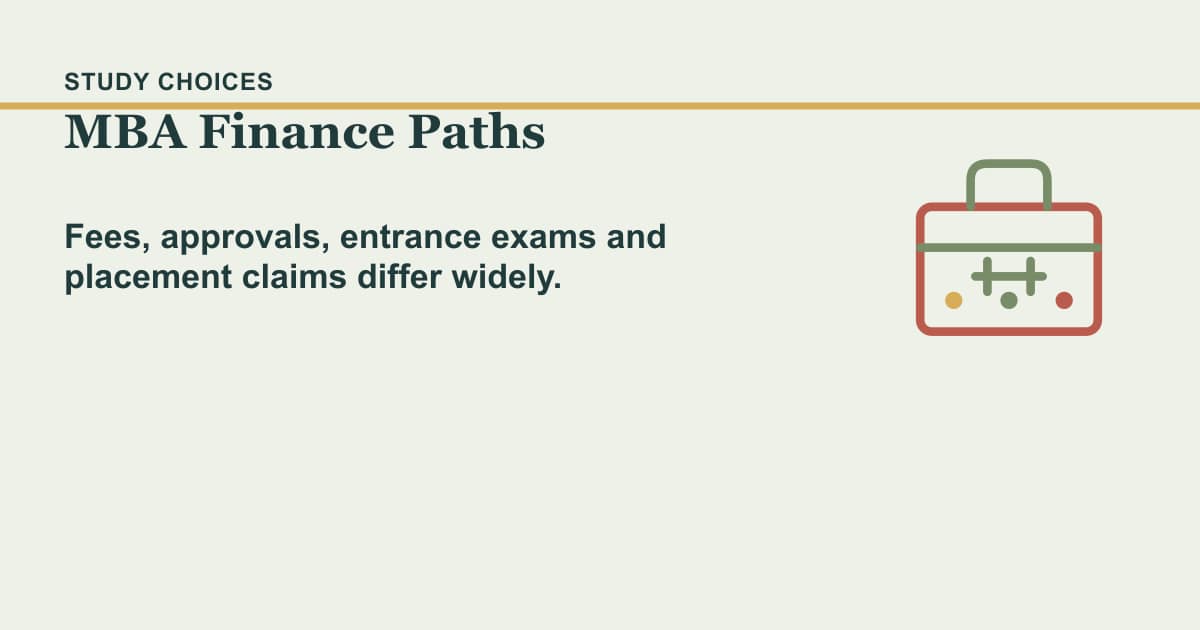 STUDY CHOICES
MBA Finance Paths
Fees, approvals, entrance exams and
placement claims differ widely.